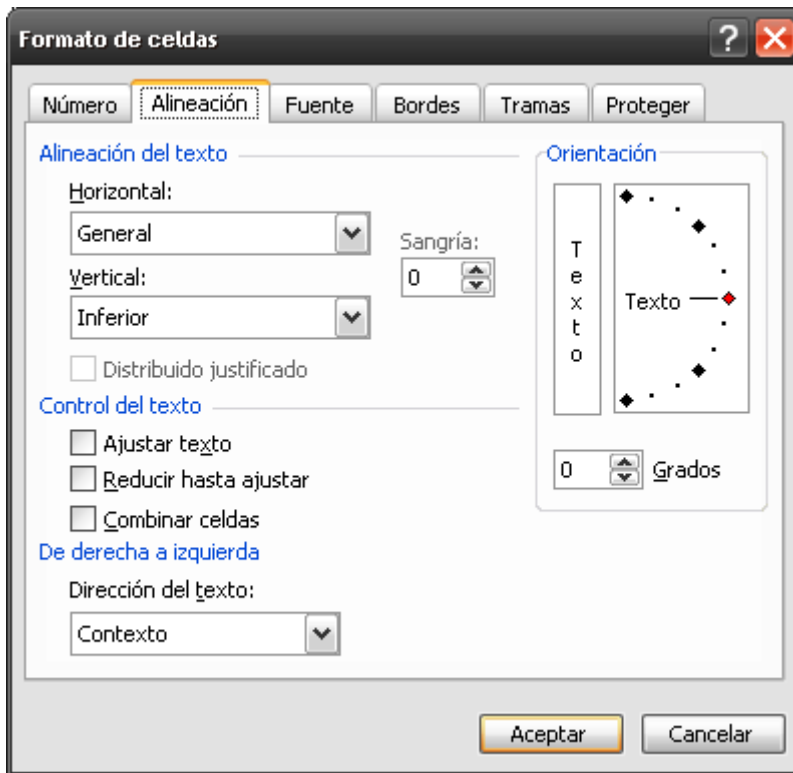 Formato de celdas
?
Número Alineación Fuente Bordes Tramas Proteger
Alineación del texto
Horizontal:
General
Sangría:
0
Vertical:
Inferior
Distribuido justificado
Control del texto
Ajustar texto
Reducir hasta ajustar
Combinar celdas
De derecha a izquierda
Dirección del texto:
Contexto
Orientación
Texto
Texto
0 Grados
Aceptar Cancelar